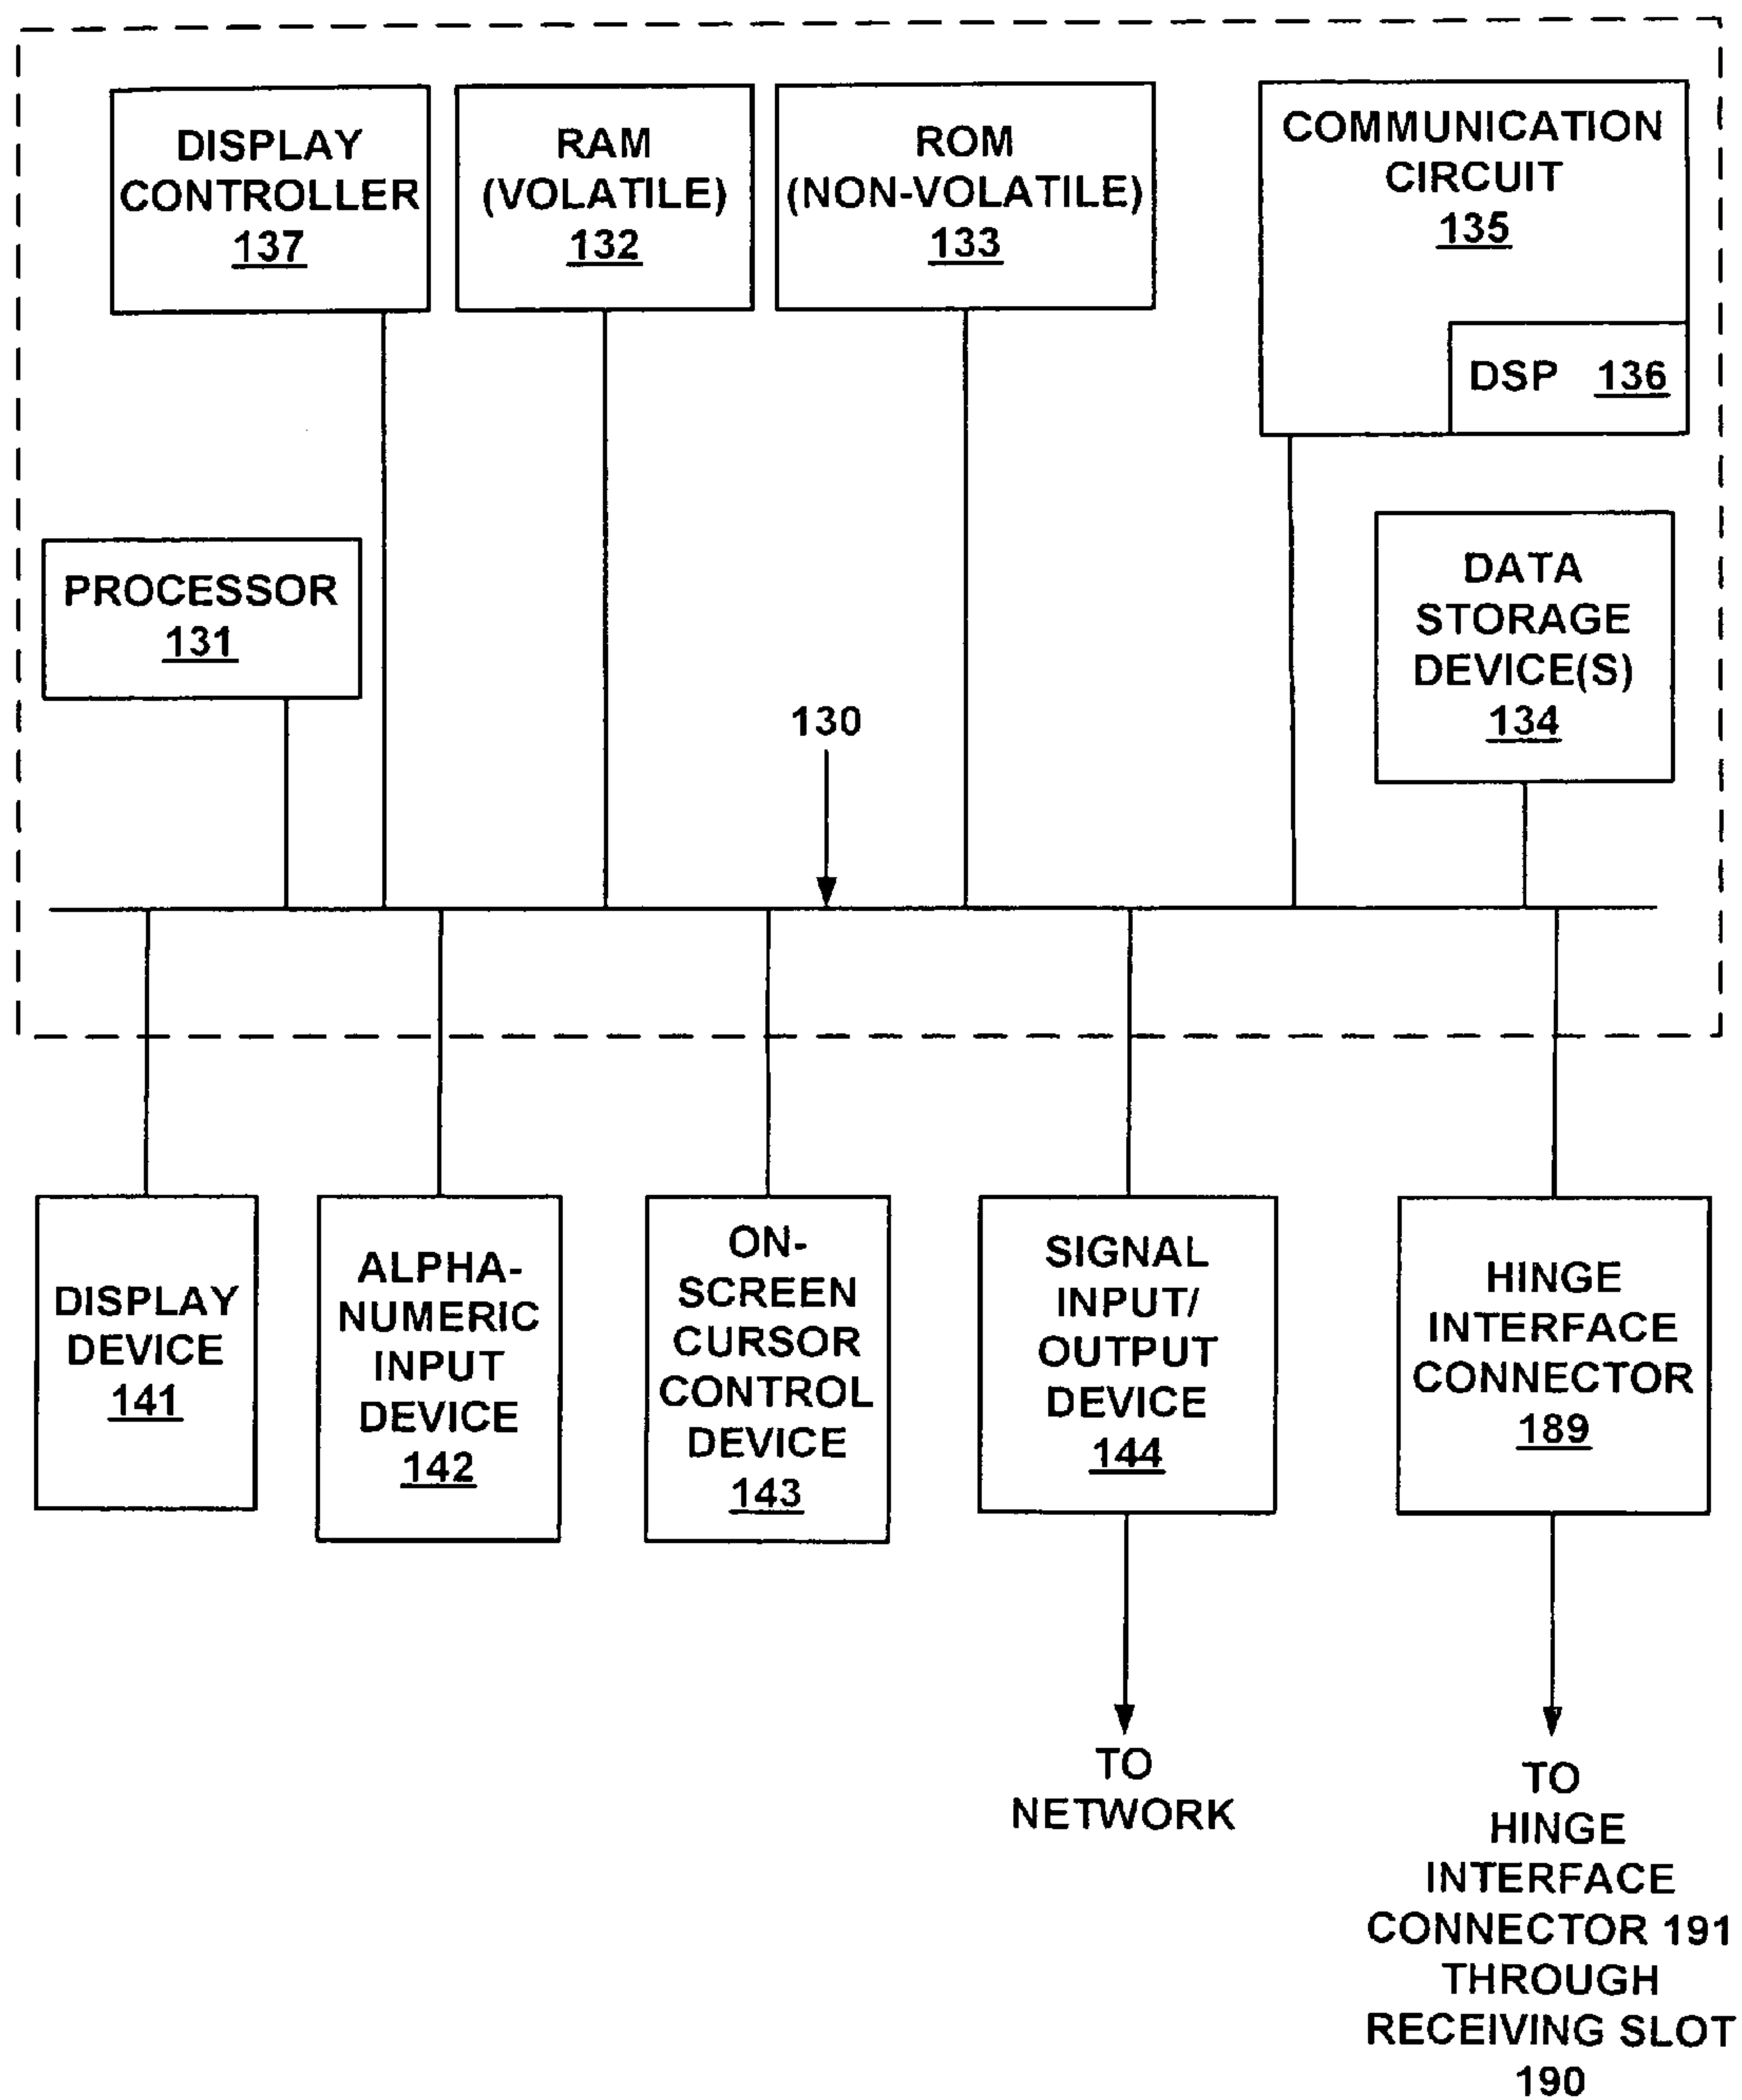 DISPLAY
CONTROLLER
137
RAM
(VOLATILE)
132
ROM
(NON-VOLATILE)
133
COMMUNICATION
CIRCUIT
135
DSP 136
PROCESSOR
131
DATA
STORAGE
DEVICE(S)
134
130
DISPLAY
DEVICE
141
ALPHA-
NUMERIC
INPUT
DEVICE
142
ON-
SCREEN
CURSOR
CONTROL
DEVICE
143
SIGNAL
INPUT/
OUTPUT
DEVICE
144
HINGE
INTERFACE
CONNECTOR
189
TO
NETWORK
TO
HINGE
INTERFACE
CONNECTOR 191
THROUGH
RECEIVING SLOT
190